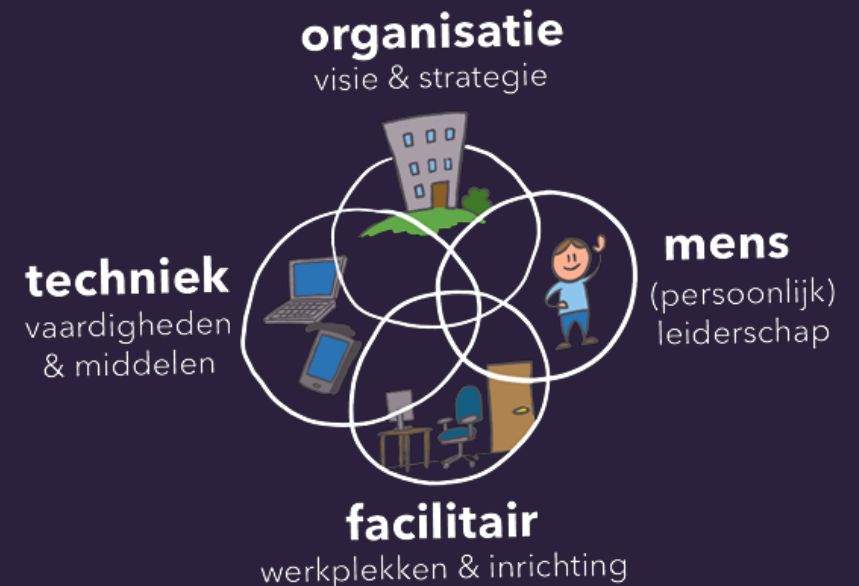 organisatie
visie & strategie
techniek
vaardigheden
& middelen
mens
(persoonlijk)
leiderschap
facilitair
werkplekken & inrichting